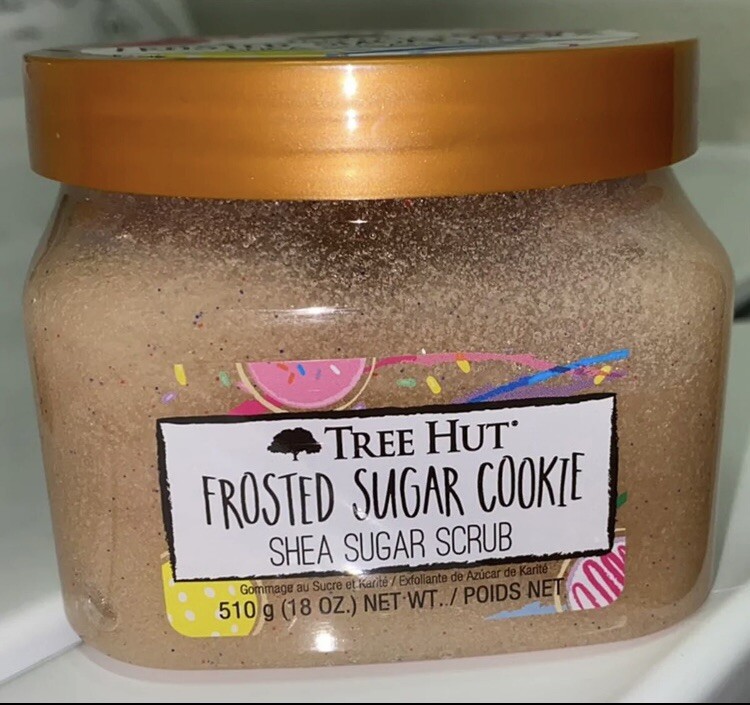 TREE HUT
FROSTED SUGAR COOKIE
SHEA SUGAR SCRUB
Gommage au Sucre et Karité / Exfoliante de Azúcar de Karité
510 g (18 OZ.) NET WT../ POIDS NET